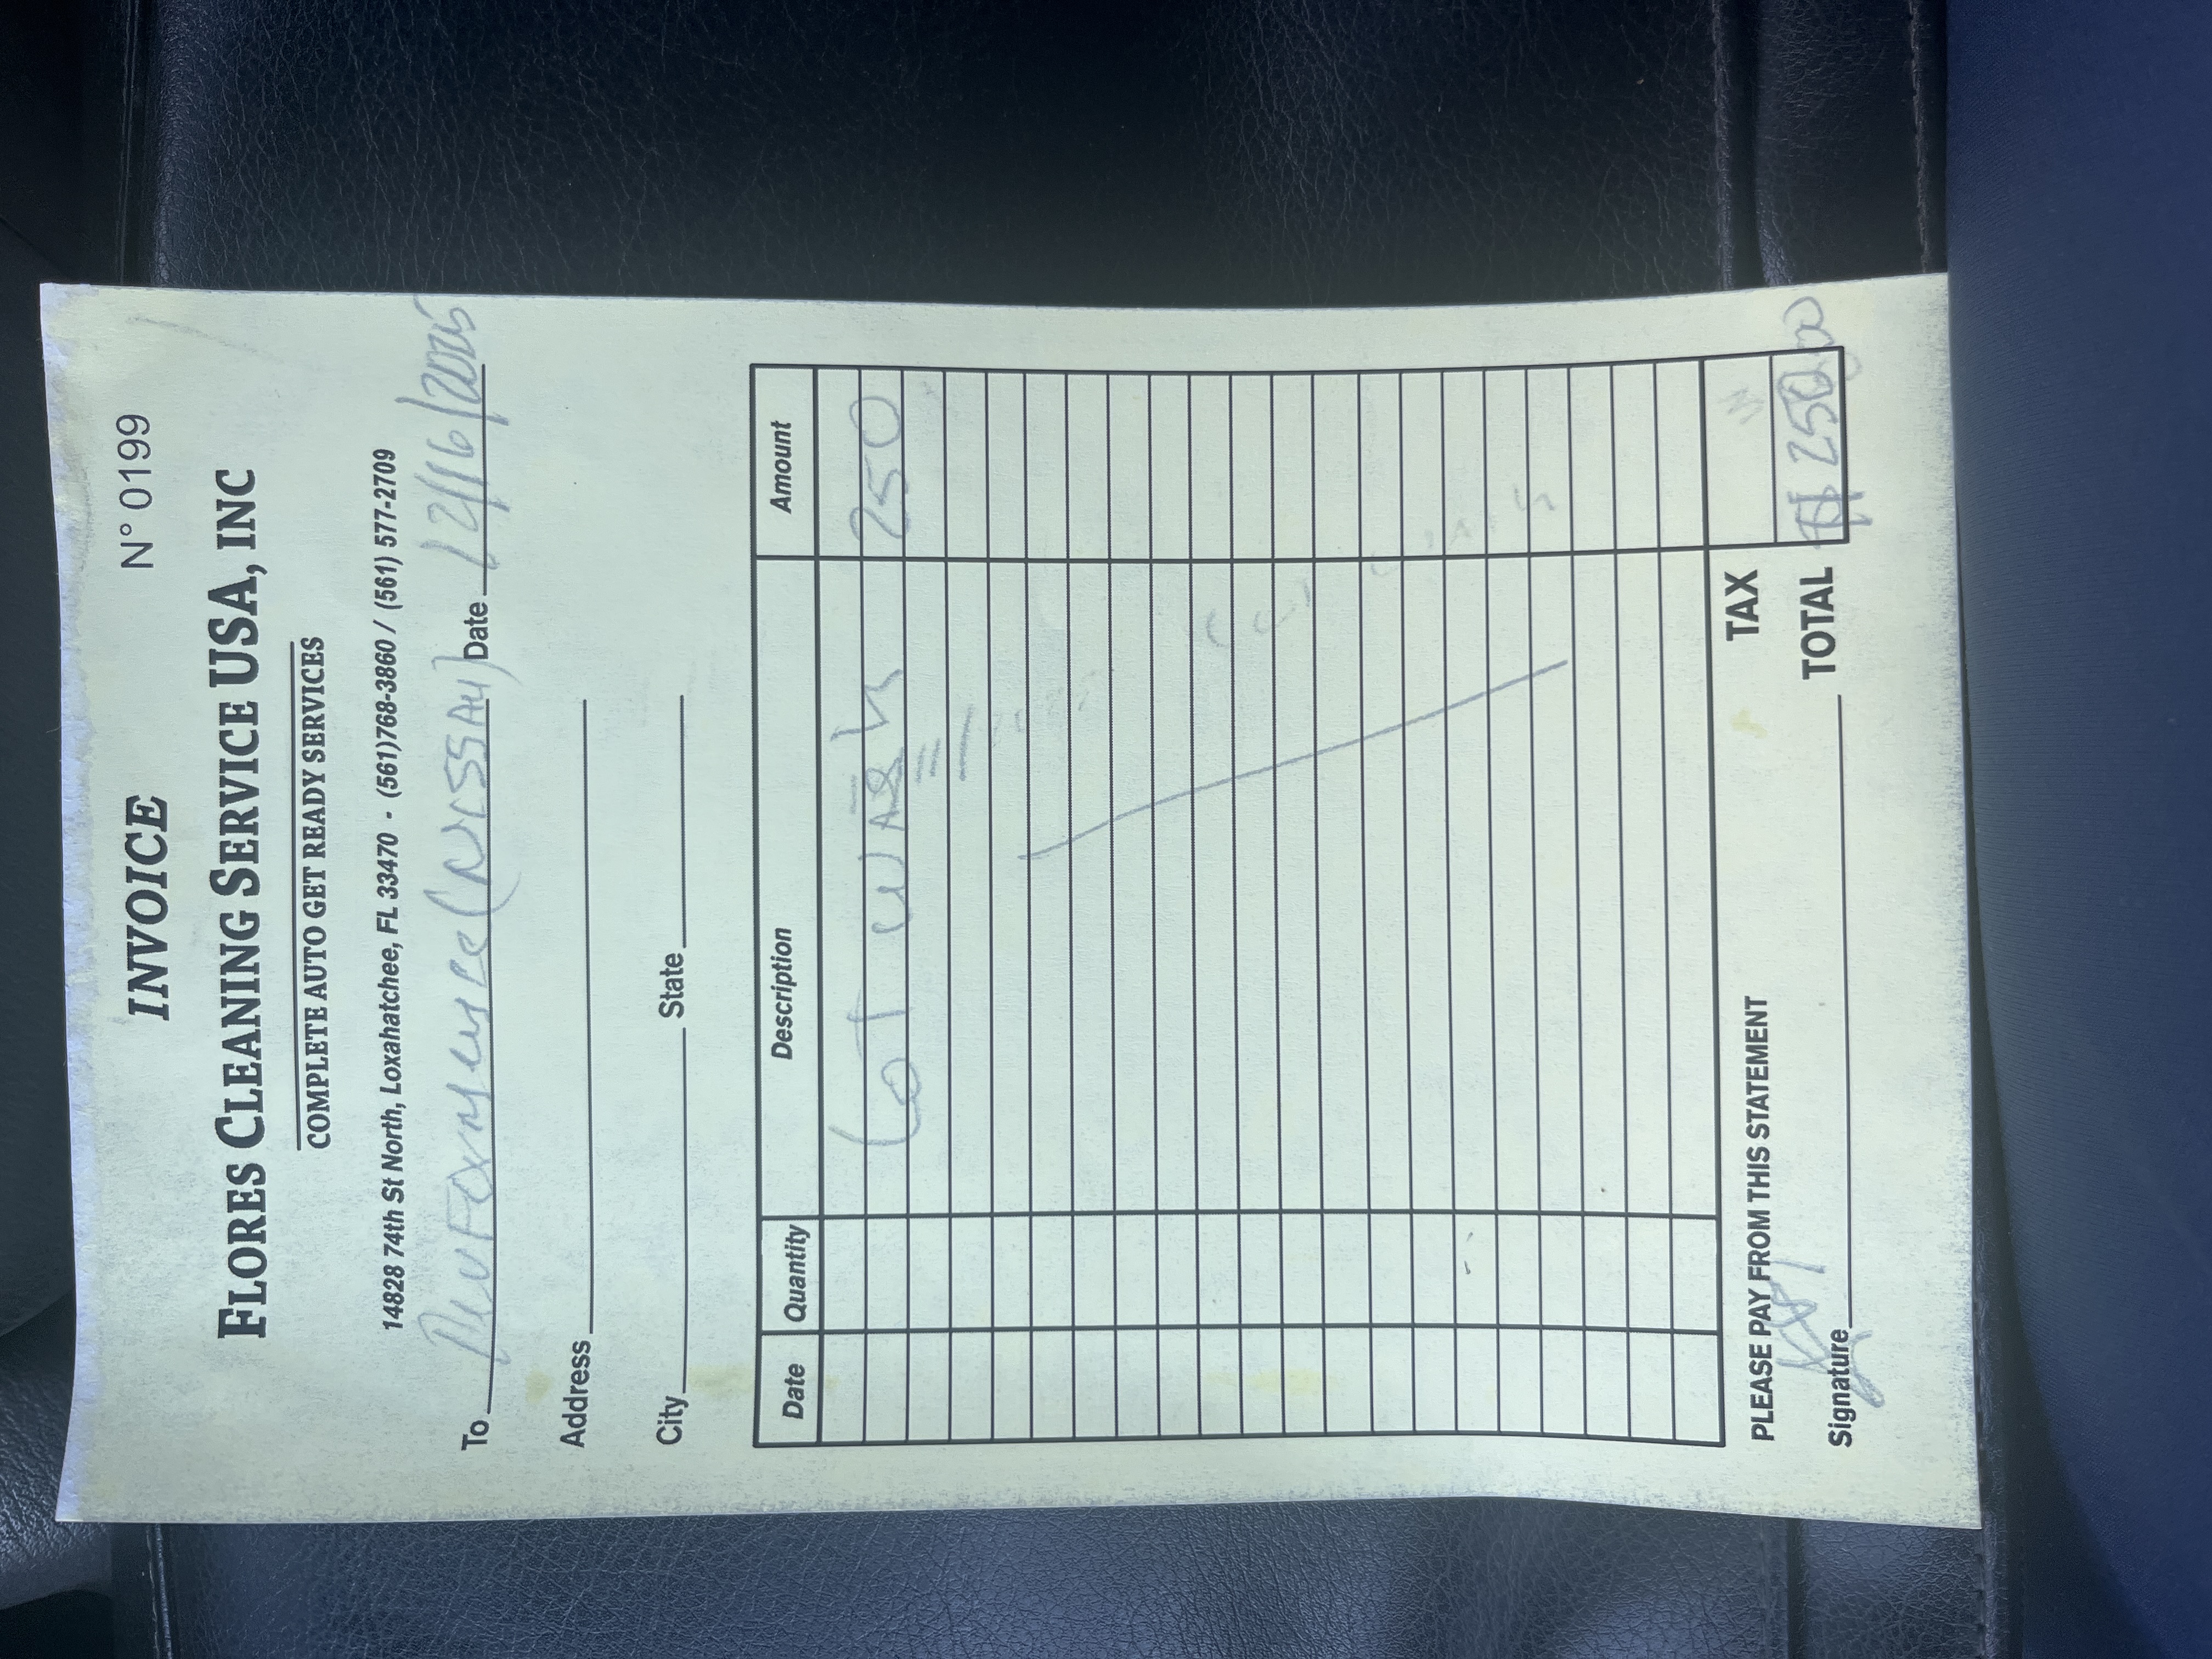 INVOICE N° 0199
FLORES CLEANING SERVICE USA, INC
COMPLETE AUTO GET READY SERVICES
14828 74th St North, Loxahatchee, FL 33470 - (561)768-3860 / (561) 577-2709
To (NISSAN) Date 12/16/2025
Address
City State
Date Quantity Description Amount
LOT WASh 250
PLEASE PAY FROM THIS STATEMENT TAX
Signature TOTAL $ 250.00